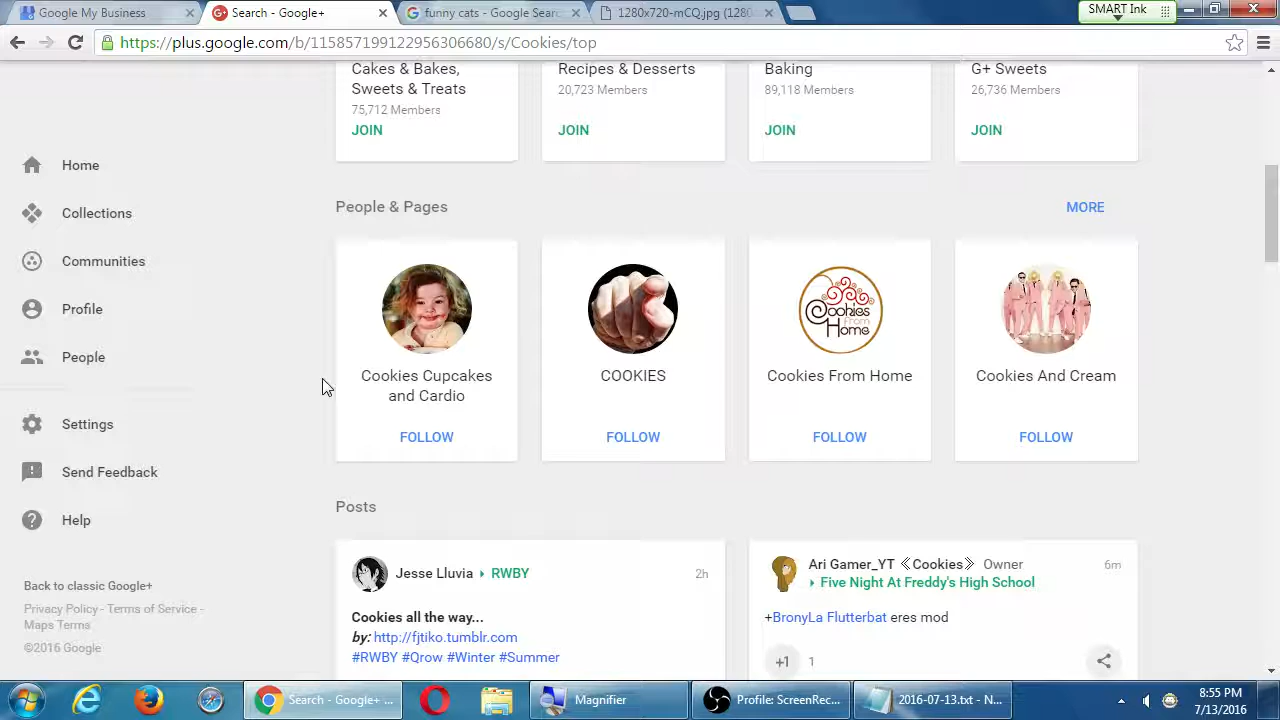 Google My Business
Search - Google+
funny cats - Google Sear
1280x720-mCQ.jpg (1280
SMART Ink
https://plus.google.com/b/115857199122956306680/s/Cookies/top
Cakes & Bakes,
Sweets & Treats
75,712 Members
JOIN
Recipes & Desserts
20,723 Members
JOIN
Baking
89,118 Members
JOIN
G+ Sweets
26,736 Members
JOIN
Home
Collections
Communities
Profile
People
Settings
Send Feedback
Help
Back to classic Google+
Privacy Policy - Terms of Service -
Maps Terms
©2016 Google
People & Pages
MORE
Cookies Cupcakes
and Cardio
FOLLOW
COOKIES
FOLLOW
Cookies
from
Home
Cookies From Home
FOLLOW
Cookies And Cream
FOLLOW
Posts
Jesse Lluvia RWBY
2h
Cookies all the way...
by: http://fjtiko.tumblr.com
#RWBY #Qrow #Winter #Summer
Ari Gamer_YT 《Cookies》 Owner
6m
Five Night At Freddy's High School
+BronyLa Flutterbat eres mod
+1
1
Search - Google+ ...
Magnifier
Profile: ScreenRec...
2016-07-13.txt - N...
8:55 PM
7/13/2016